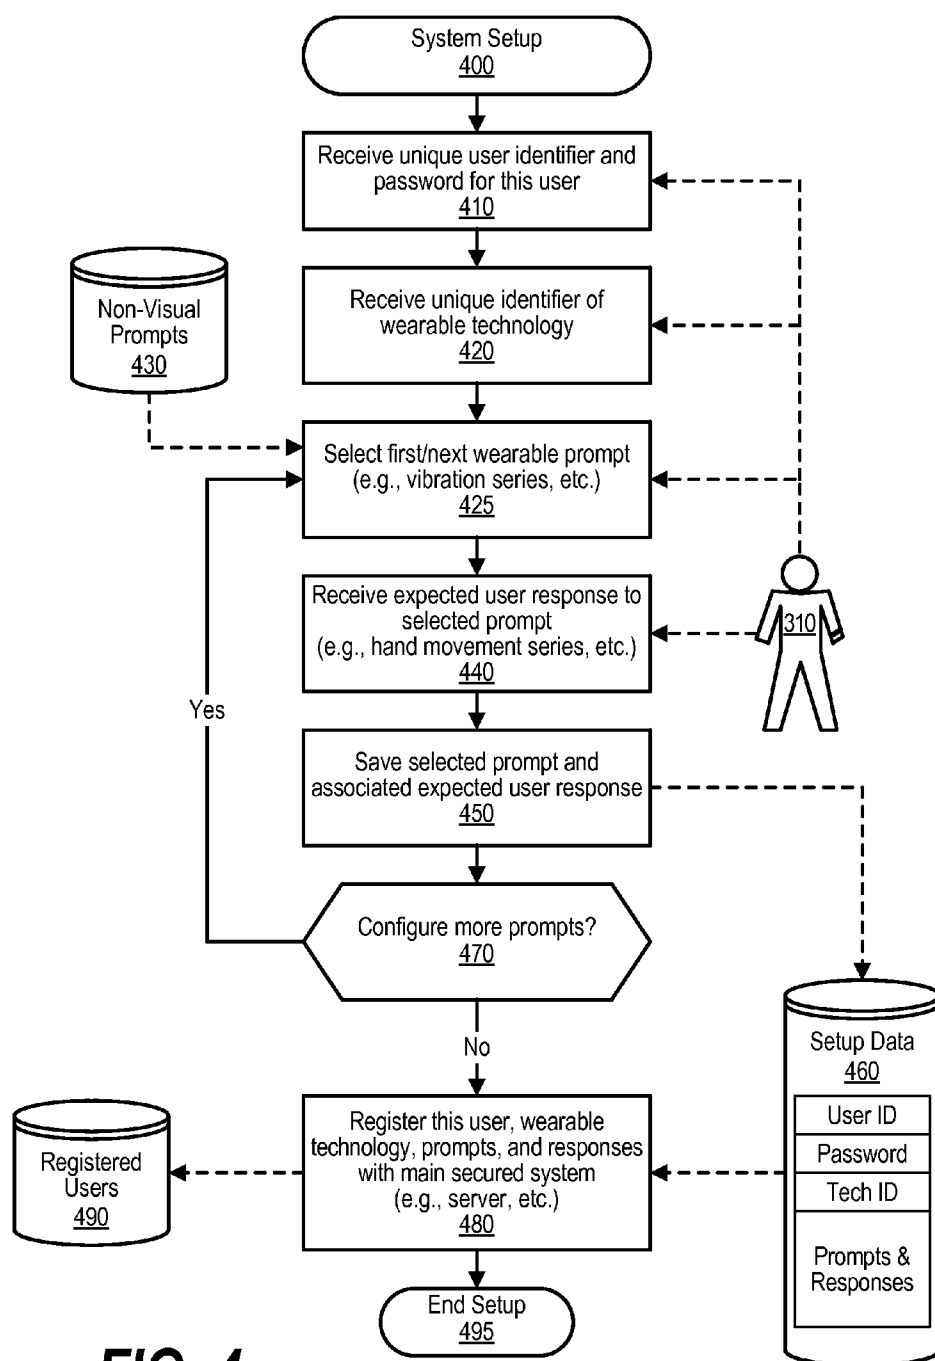 System Setup
400
Receive unique user identifier and
password for this user
410
Non-Visual
Prompts
430
Receive unique identifier of
wearable technology
420
Select first/next wearable prompt
(e.g., vibration series, etc.)
425
Receive expected user response to
selected prompt
(e.g., hand movement series, etc.)
440
310
Yes
Save selected prompt and
associated expected user response
450
Configure more prompts?
470
No
Setup Data
460
User ID
Password
Tech ID
Prompts &
Responses
Registered
Users
490
Register this user, wearable
technology, prompts, and responses
with main secured system
(e.g., server, etc.)
480
End Setup
495
FIG. 4